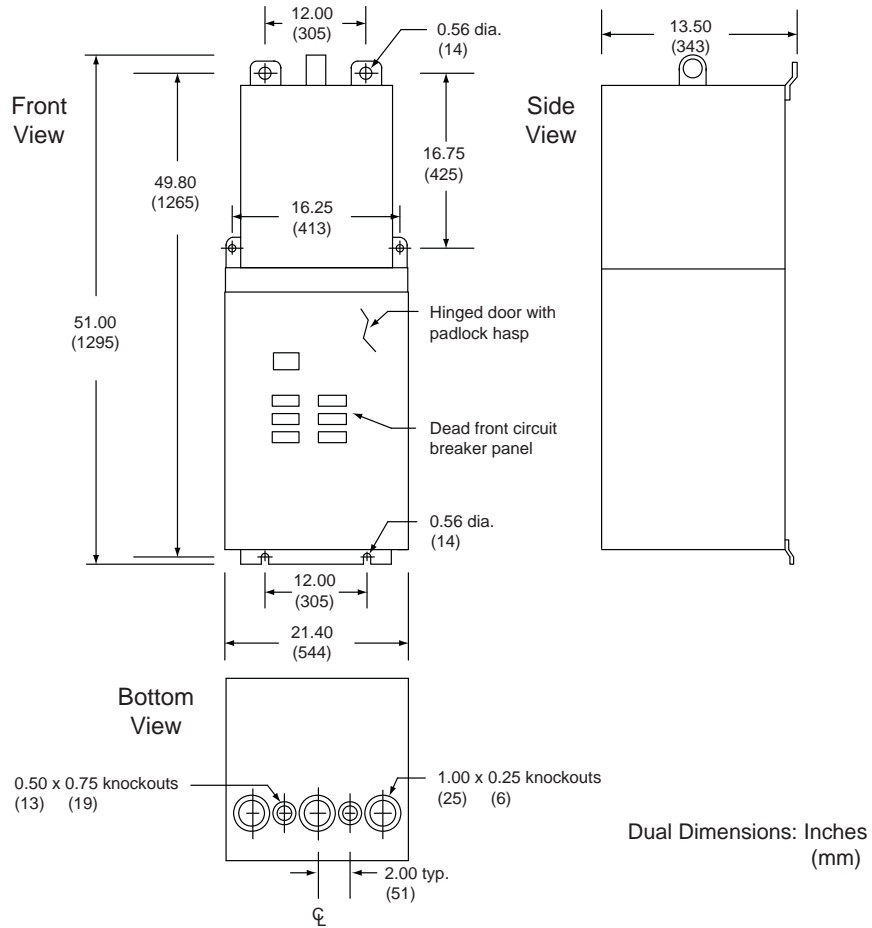 12.00
(305)
0.56 dia.
(14)
13.50
(343)
Front
View
Side
View
49.80
(1265)
16.75
(425)
16.25
(413)
51.00
(1295)
Hinged door with
padlock hasp
Dead front circuit
breaker panel
0.56 dia.
(14)
12.00
(305)
21.40
(544)
Bottom
View
0.50 x 0.75 knockouts
(13) (19)
1.00 x 0.25 knockouts
(25) (6)
Dual Dimensions: Inches
(mm)
2.00 typ.
(51)
℄